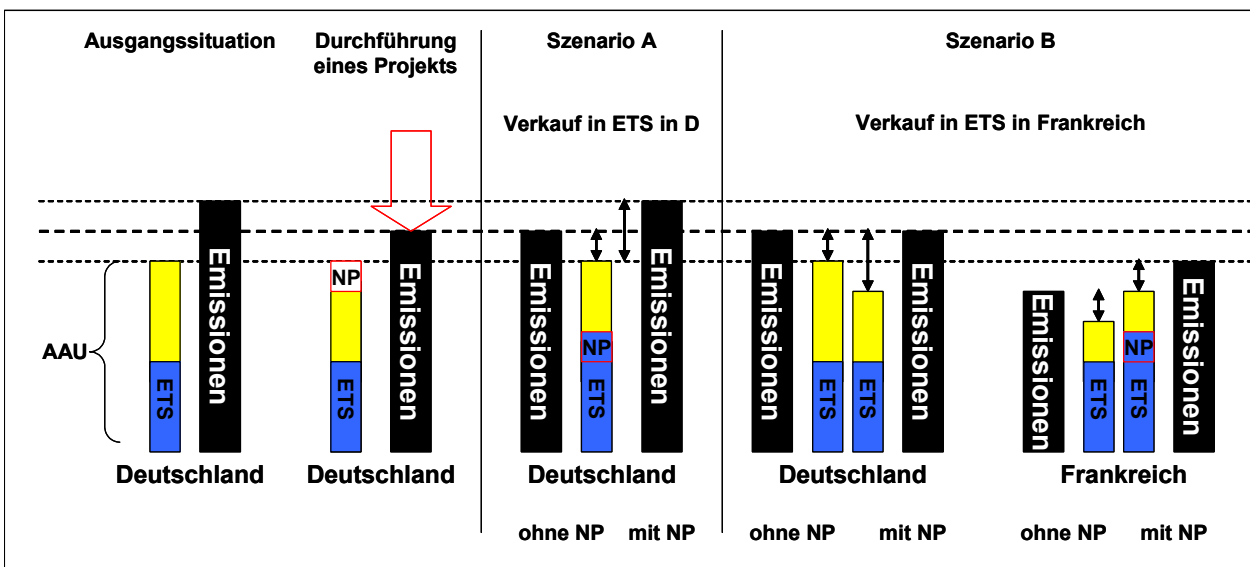 Ausgangssituation
Durchführung
eines Projekts
Szenario A
Szenario B
Verkauf in ETS in D
Verkauf in ETS in Frankreich
AAU
ETS
Emissionen
Deutschland
NP
ETS
Emissionen
Deutschland
Emissionen
NP
ETS
Emissionen
Deutschland
ohne NP
mit NP
Emissionen
ETS
ETS
Emissionen
Deutschland
ohne NP
mit NP
Emissionen
ETS
NP
ETS
Emissionen
Frankreich
ohne NP
mit NP